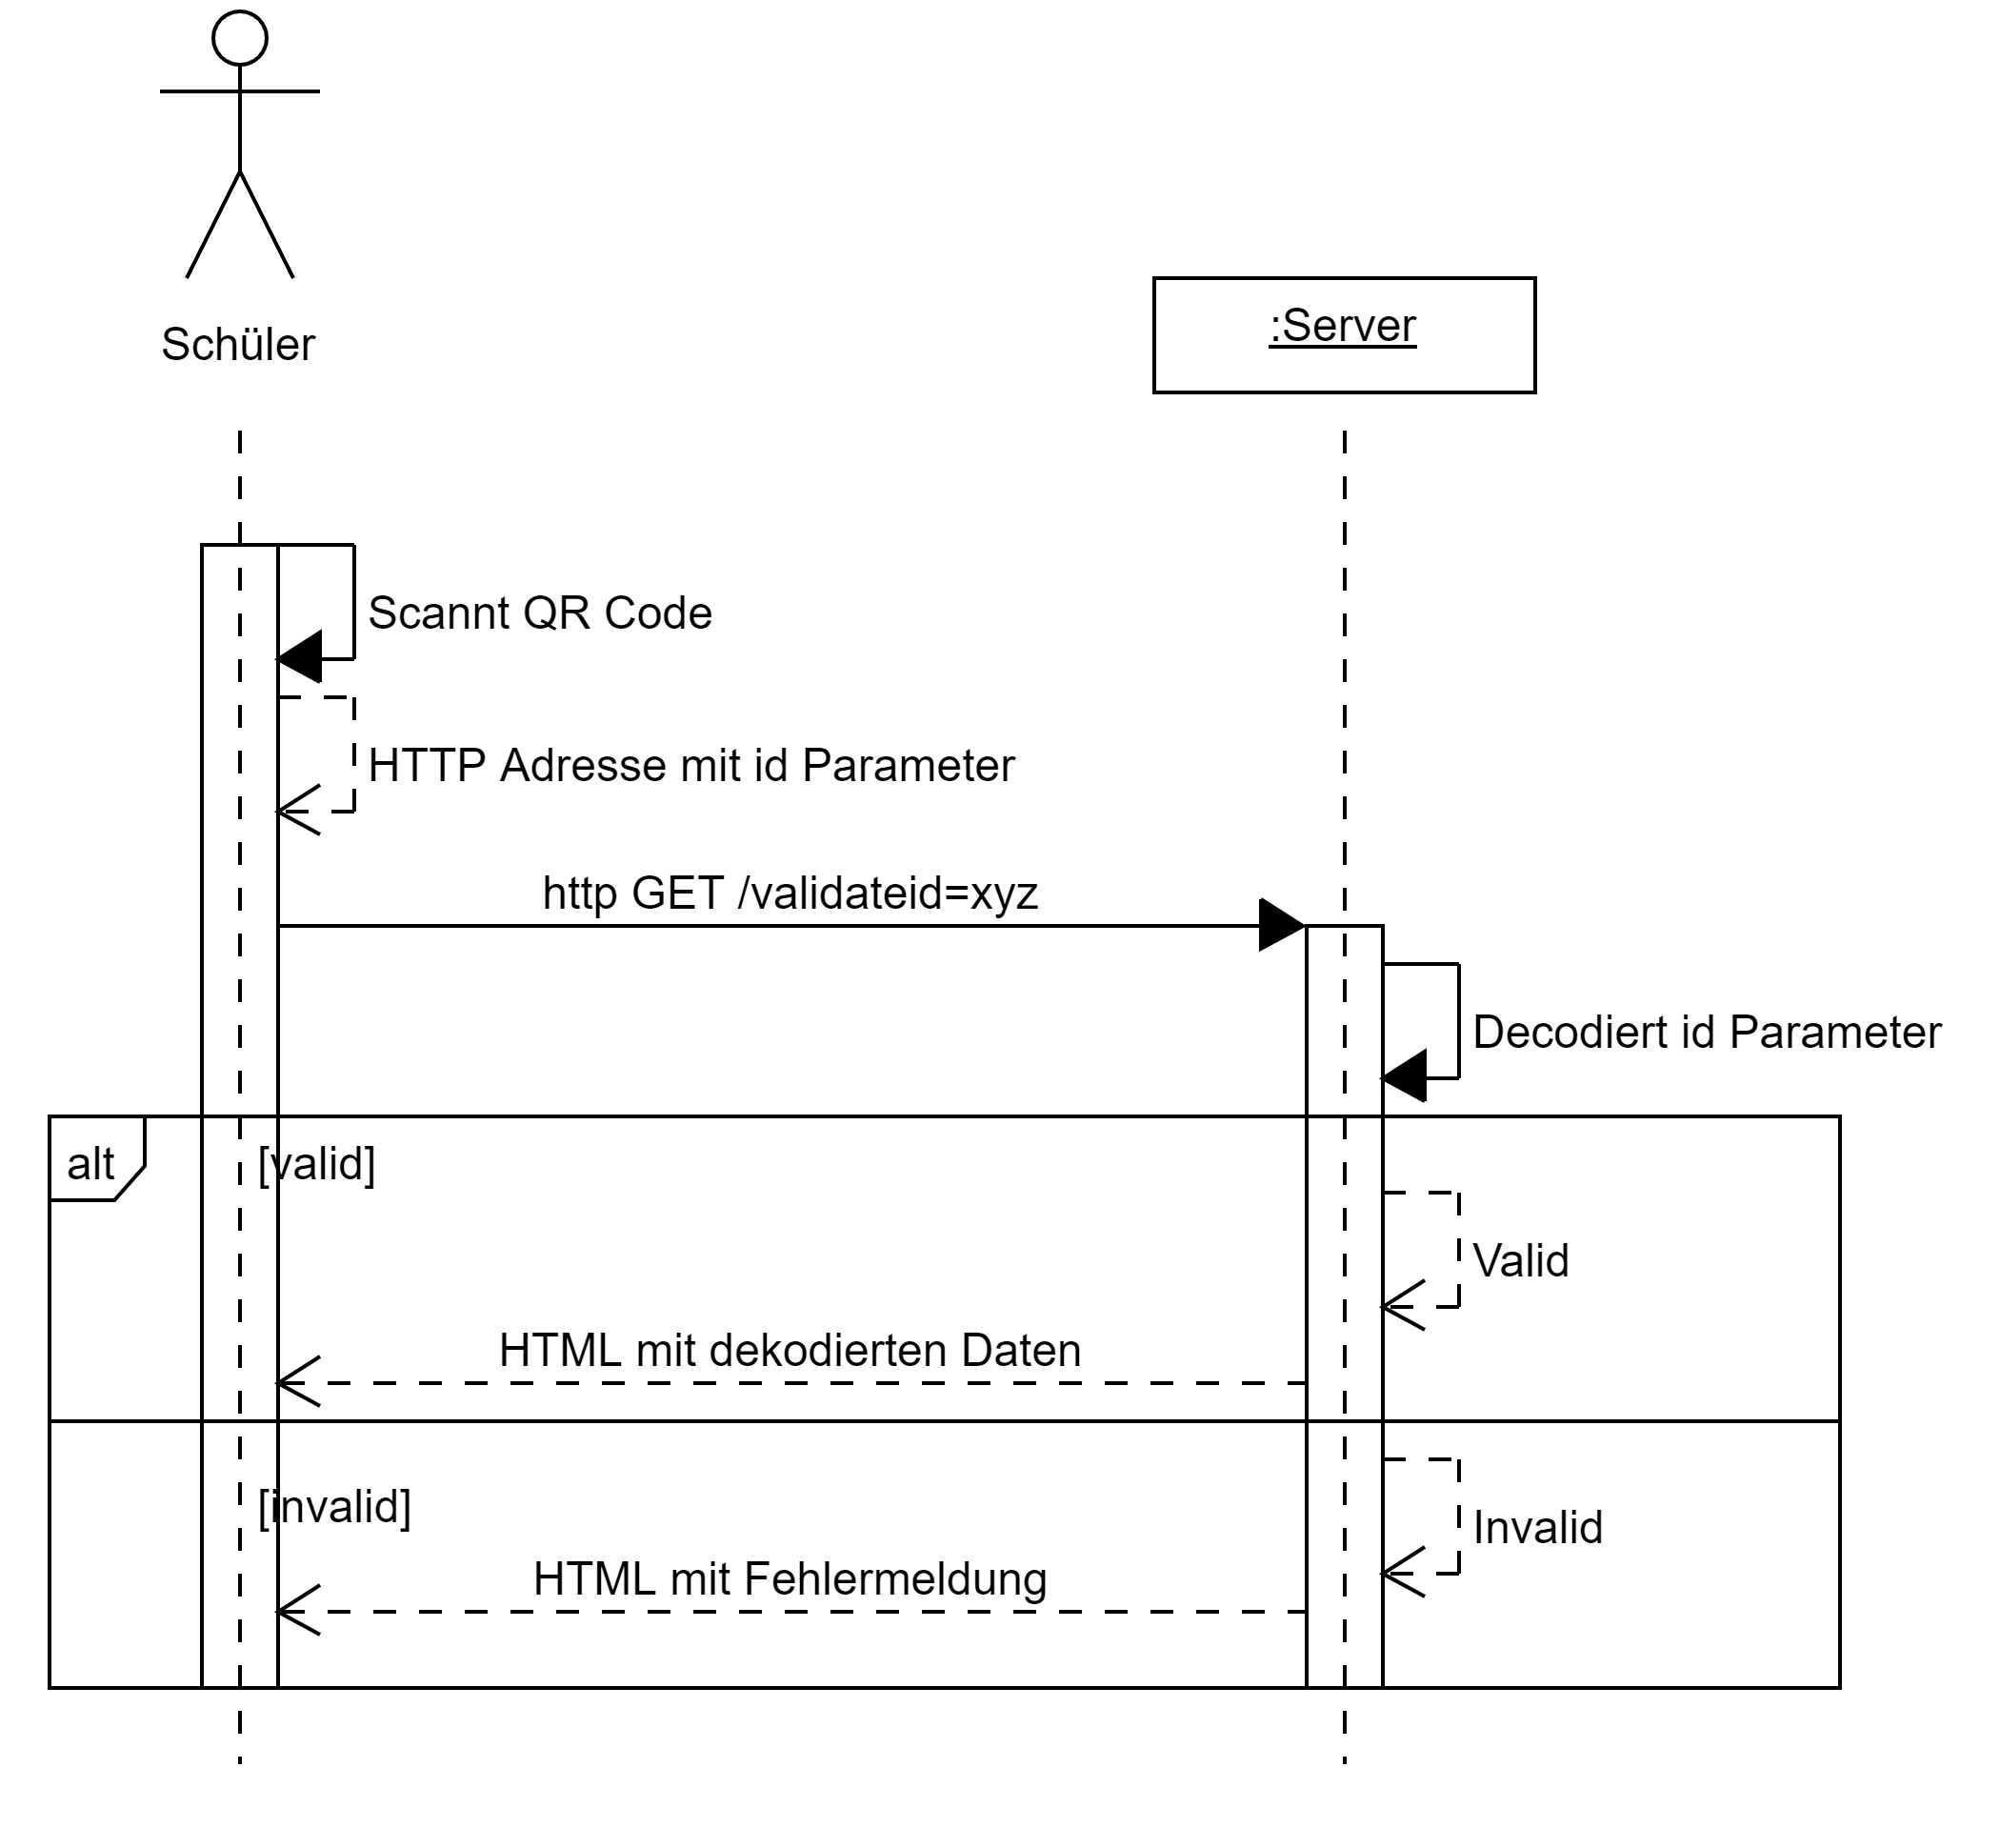 Schüler
:Server
Scannt QR Code
HTTP Adresse mit id Parameter
http GET /validateid=xyz
Decodiert id Parameter
alt
[valid]
Valid
HTML mit dekodierten Daten
[invalid]
Invalid
HTML mit Fehlermeldung